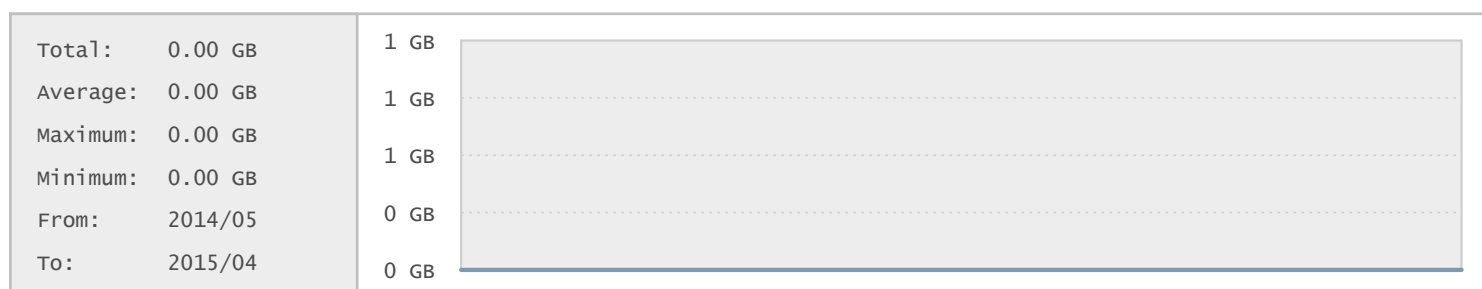 Total: 0.00 GB
Average: 0.00 GB
Maximum: 0.00 GB
Minimum: 0.00 GB
From: 2014/05
To: 2015/04
1 GB
1 GB
1 GB
0 GB
0 GB